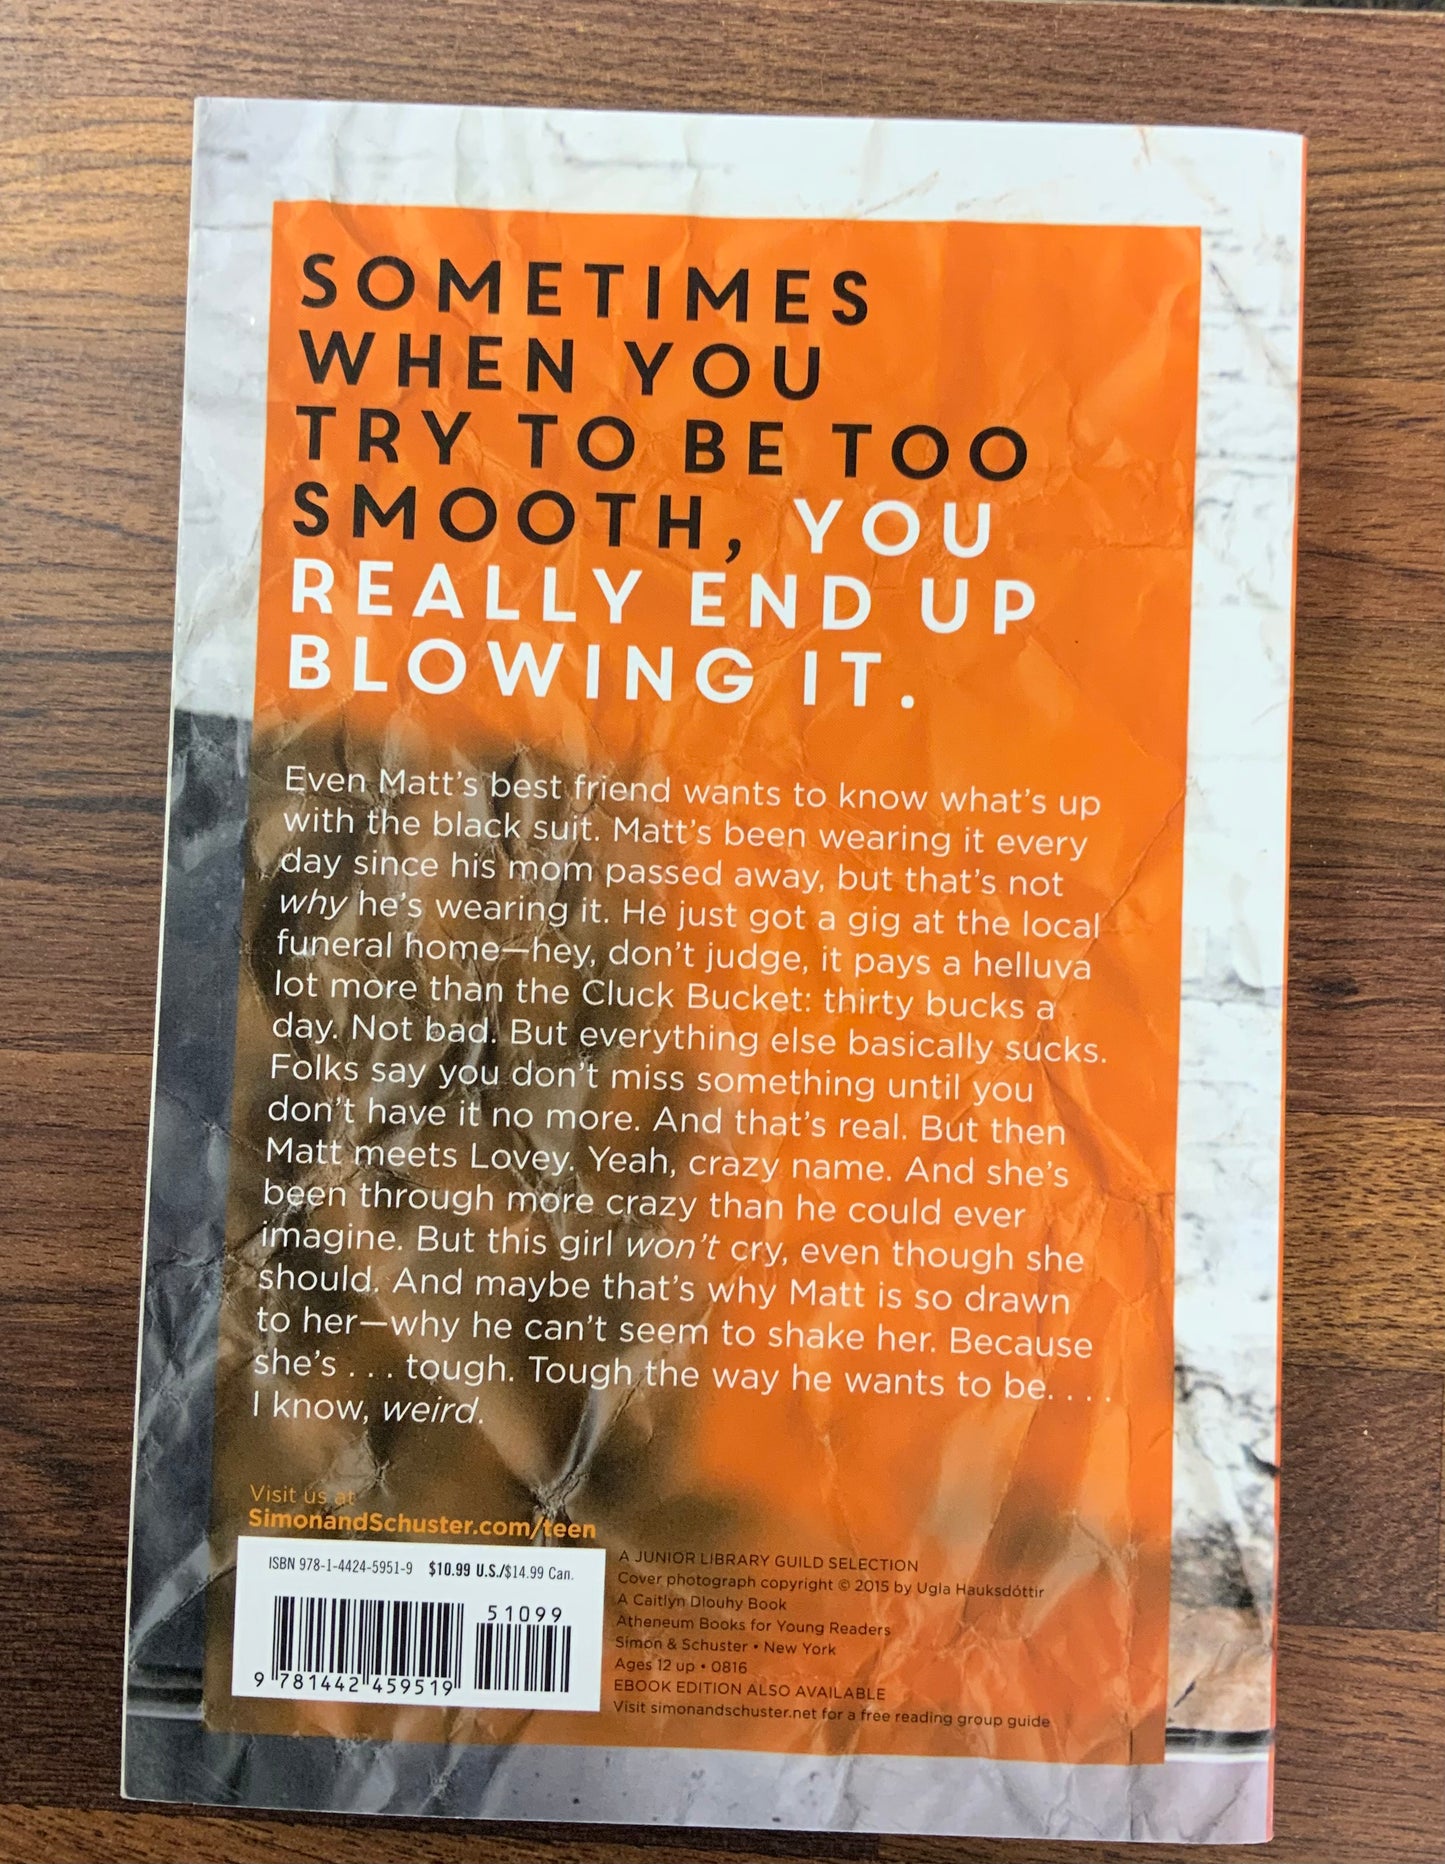 SOMETIMES
WHEN YOU
TRY TO BE TOO
SMOOTH, YOU
REALLY END UP
BLOWING IT.
Even Matt's best friend wants to know what's up
with the black suit. Matt's been wearing it every
day since his mom passed away, but that's not
why he's wearing it. He just got a gig at the local
funeral home—hey, don't judge, it pays a helluva
lot more than the Cluck Bucket: thirty bucks a
day. Not bad. But everything else basically sucks.
Folks say you don't miss something until you
don't have it no more. And that's real. But then
Matt meets Lovey. Yeah, crazy name. And she's
been through more crazy than he could ever
imagine. But this girl won't cry, even though she
should. And maybe that's why Matt is so drawn
to her—why he can't seem to shake her. Because
she's . . . tough. Tough the way he wants to be. . . .
I know, weird.
Visit us at
SimonandSchuster.com/teen
ISBN 978-1-4424-5951-9 $10.99 U.S./$14.99 Can.
51099
9 781442 459519
A JUNIOR LIBRARY GUILD SELECTION
Cover photograph copyright © 2015 by Ugla Hauksdóttir
A Caitlyn Dlouhy Book
Atheneum Books for Young Readers
Simon & Schuster • New York
Ages 12 up • 0816
EBOOK EDITION ALSO AVAILABLE
Visit simonandschuster.net for a free reading group guide